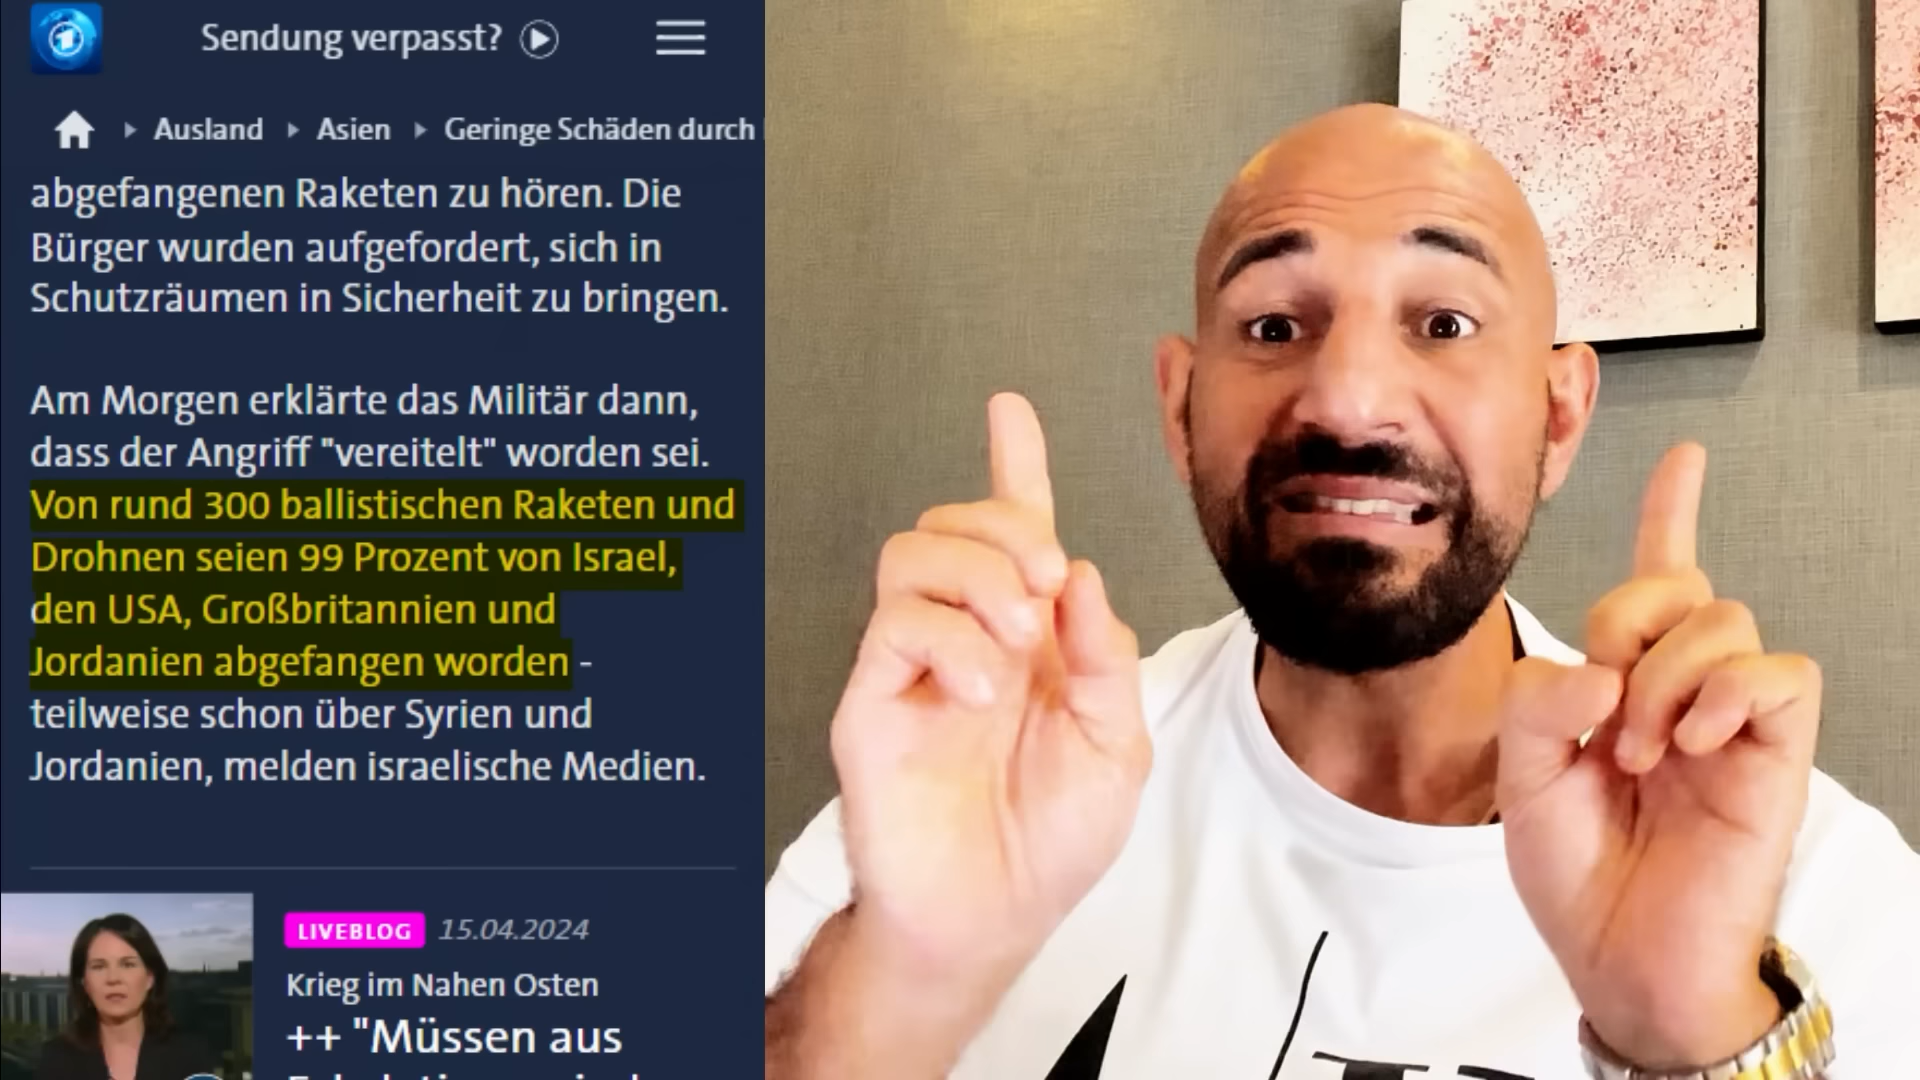 Sendung verpasst?
Ausland Asien Geringe Schäden durch
abgefangenen Raketen zu hören. Die
Bürger wurden aufgefordert, sich in
Schutzräumen in Sicherheit zu bringen.
Am Morgen erklärte das Militär dann,
dass der Angriff "vereitelt" worden sei.
Von rund 300 ballistischen Raketen und
Drohnen seien 99 Prozent von Israel,
den USA, Großbritannien und
Jordanien abgefangen worden -
teilweise schon über Syrien und
Jordanien, melden israelische Medien.
LIVEBLOG 15.04.2024
Krieg im Nahen Osten
++ "Müssen aus